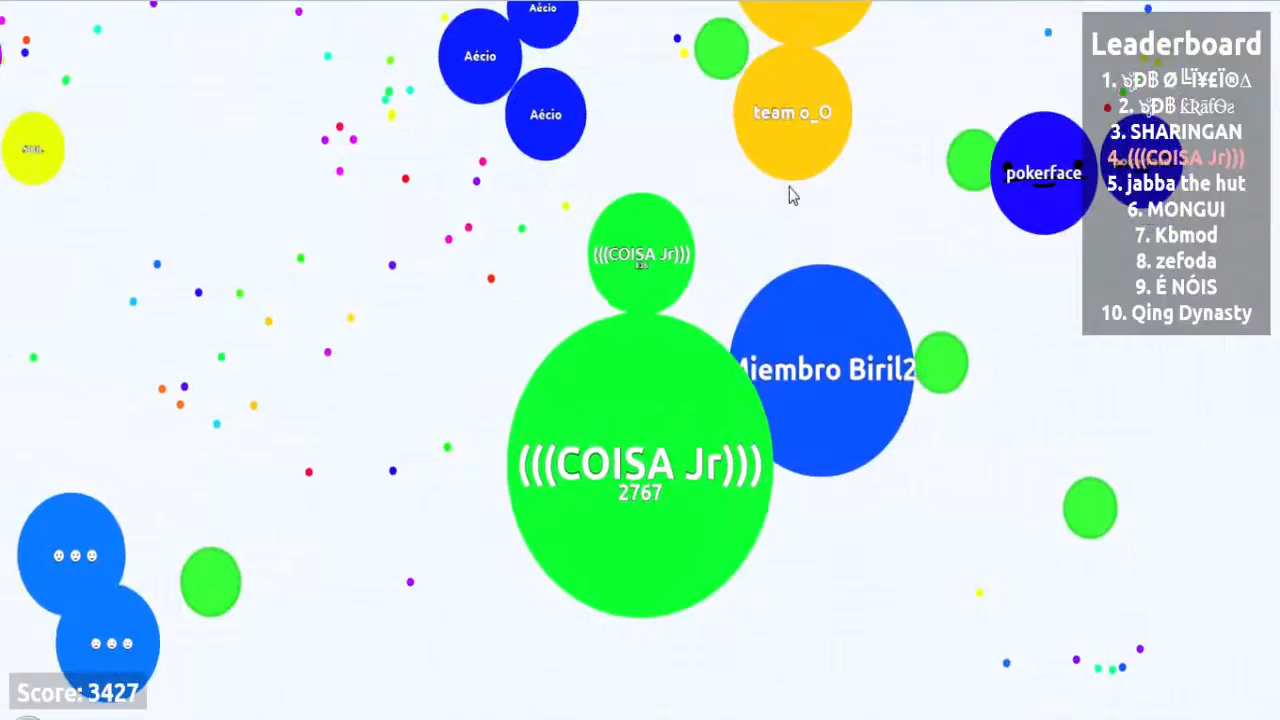 Aécio
Aécio
Aécio
team o_O
pokerface
(((COISA Jr)))
Miembro Biril2
(((COISA Jr)))
2767
Score: 3427
Leaderboard
3. SHARINGAN
4. (((COISA Jr)))
5. jabba the hut
6. MONGUI
7. Kbmod
8. zefoda
9. É NÓIS
10. Qing Dynasty